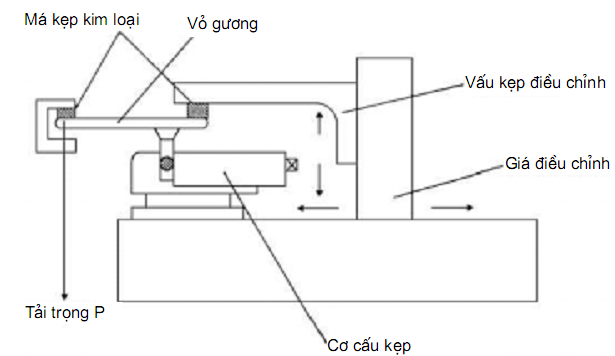 Má kẹp kim loại
Vỏ gương
Vấu kẹp điều chỉnh
Giá điều chỉnh
Tải trọng P
Cơ cấu kẹp